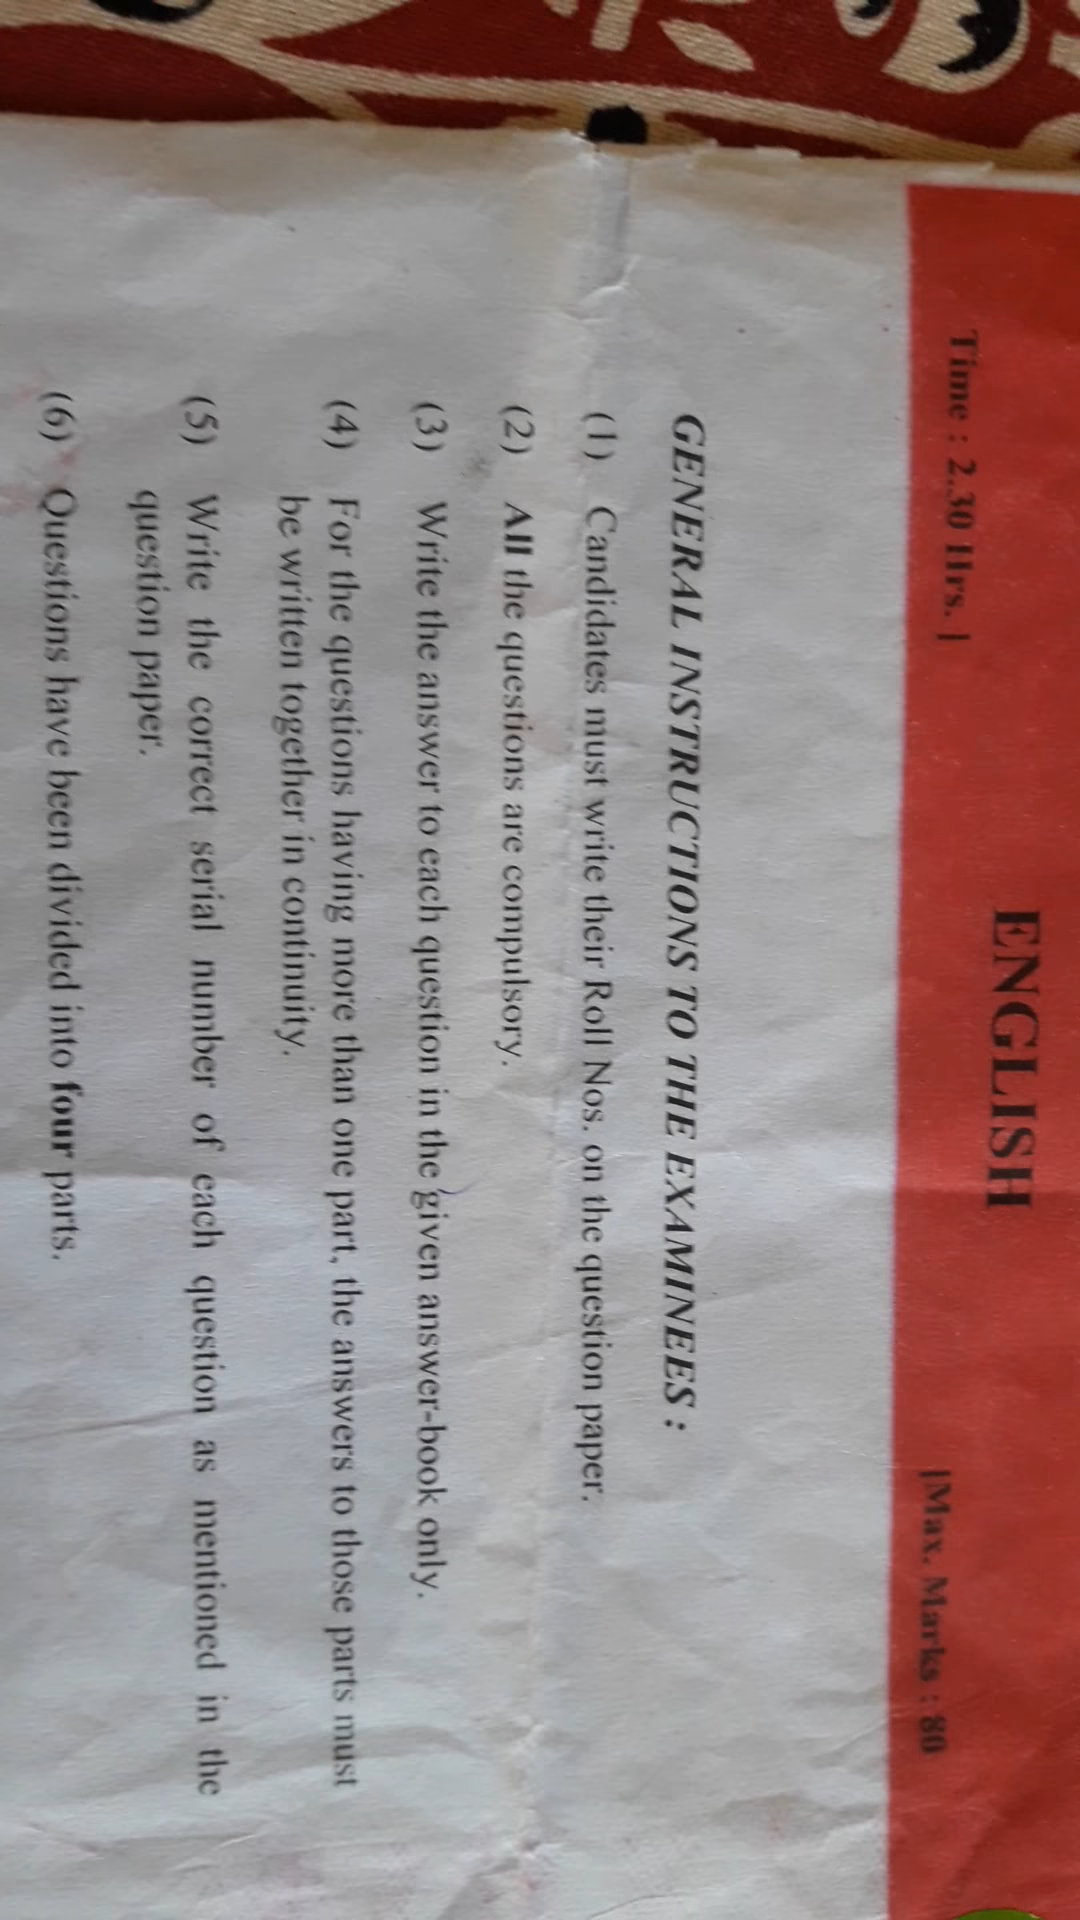 ENGLISH
Time : 2.30 Hrs. ] [Max. Marks : 80
GENERAL INSTRUCTIONS TO THE EXAMINEES :
(1) Candidates must write their Roll Nos. on the question paper.
(2) All the questions are compulsory.
(3) Write the answer to each question in the given answer-book only.
(4) For the questions having more than one part, the answers to those parts must
be written together in continuity.
(5) Write the correct serial number of each question as mentioned in the
question paper.
(6) Questions have been divided into four parts.